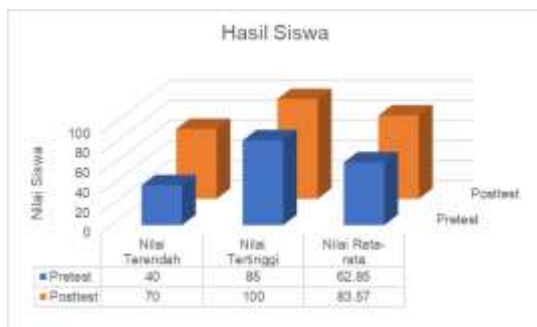 Hasil Siswa
Nilai Siswa
100
80
60
40
20
0
Posttest
Pretest
Nilai Terendah
Nilai Tertinggi
Nilai Rata-rata
Pretest 40 85 62.85
Posttest 70 100 83.57